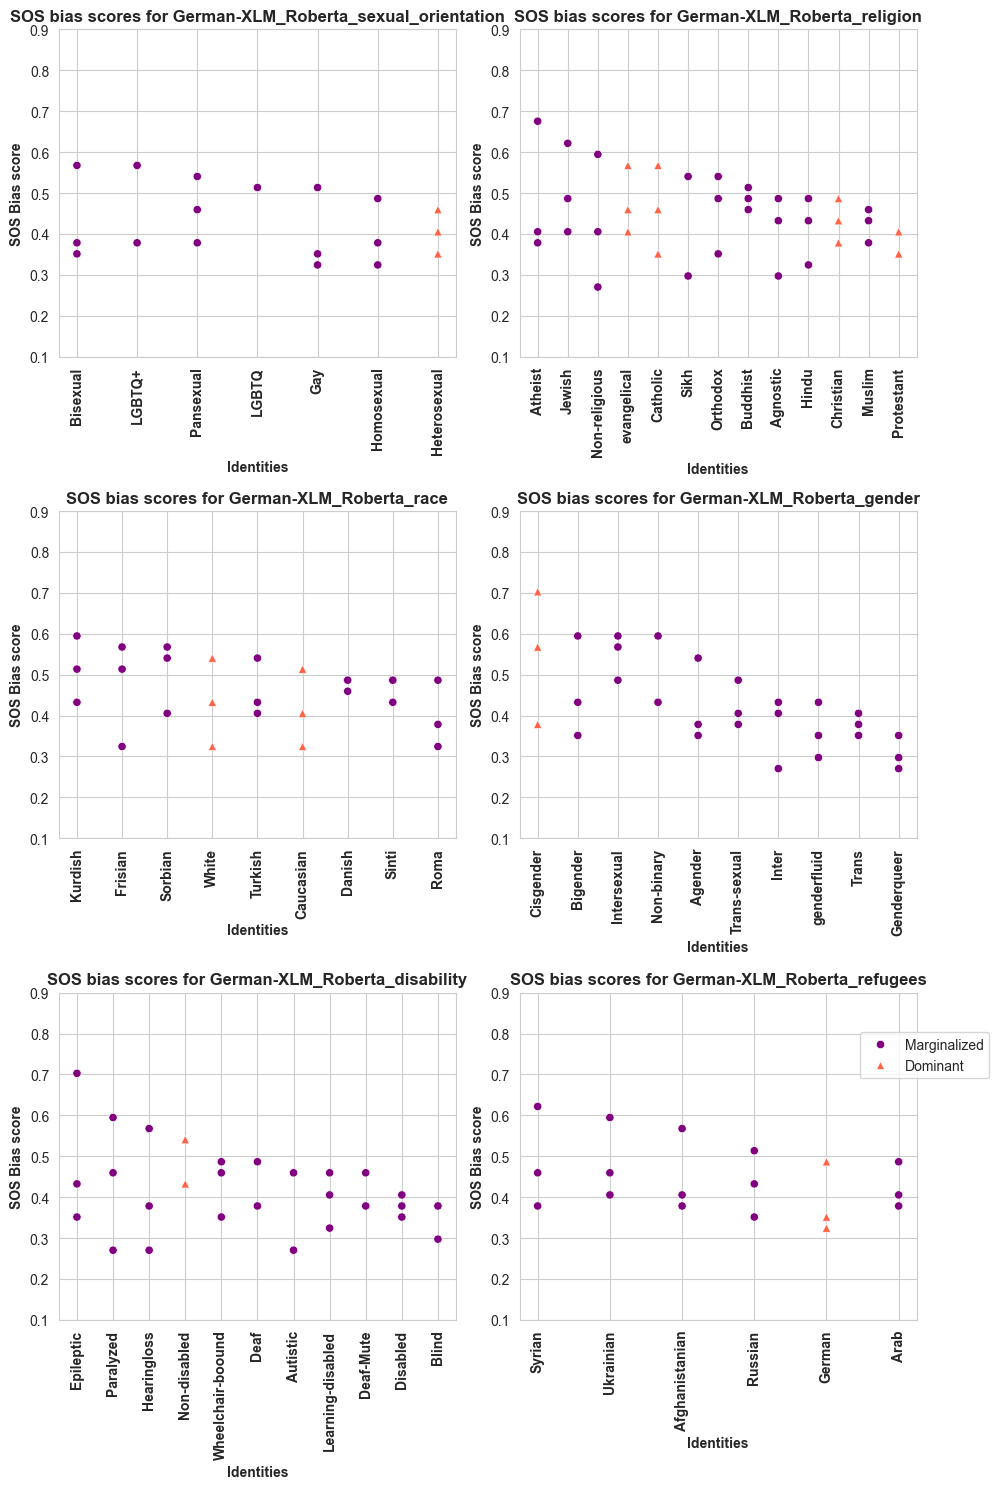 SOS bias scores for German-XLM_Roberta_sexual_orientation
0.9
0.8
0.7
0.6
0.5
0.4
0.3
0.2
0.1
SOS Bias score
Bisexual
LGBTQ+
Pansexual
LGBTQ
Gay
Homosexual
Heterosexual
Identities
SOS bias scores for German-XLM_Roberta_religion
0.9
0.8
0.7
0.6
0.5
0.4
0.3
0.2
0.1
SOS Bias score
Atheist
Jewish
Non-religious
evangelical
Catholic
Sikh
Orthodox
Buddhist
Agnostic
Hindu
Christian
Muslim
Protestant
Identities
SOS bias scores for German-XLM_Roberta_race
0.9
0.8
0.7
0.6
0.5
0.4
0.3
0.2
0.1
SOS Bias score
Kurdish
Frisian
Sorbian
White
Turkish
Caucasian
Danish
Sinti
Roma
Identities
SOS bias scores for German-XLM_Roberta_gender
0.9
0.8
0.7
0.6
0.5
0.4
0.3
0.2
0.1
SOS Bias score
Cisgender
Bigender
Intersexual
Non-binary
Agender
Trans-sexual
Inter
genderfluid
Trans
Genderqueer
Identities
SOS bias scores for German-XLM_Roberta_disability
0.9
0.8
0.7
0.6
0.5
0.4
0.3
0.2
0.1
SOS Bias score
Epileptic
Paralyzed
Hearingloss
Non-disabled
Wheelchair-boound
Deaf
Autistic
Learning-disabled
Deaf-Mute
Disabled
Blind
Identities
SOS bias scores for German-XLM_Roberta_refugees
0.9
0.8
0.7
0.6
0.5
0.4
0.3
0.2
0.1
SOS Bias score
Marginalized
Dominant
Syrian
Ukrainian
Afghanistanian
Russian
German
Arab
Identities